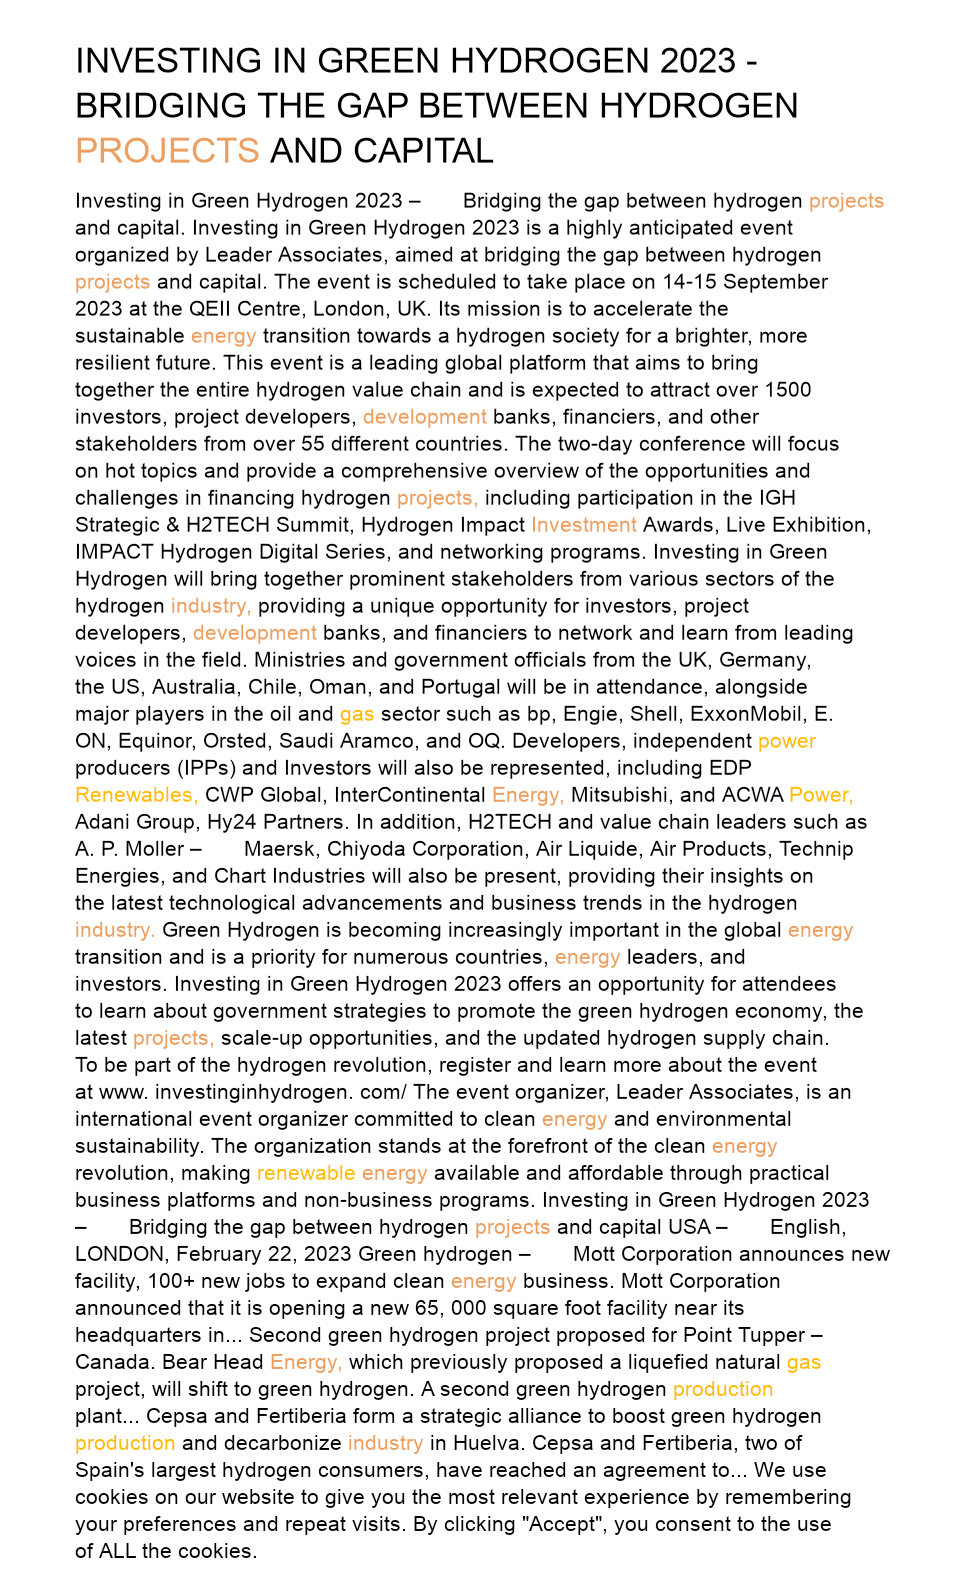 INVESTING IN GREEN HYDROGEN 2023 -
BRIDGING THE GAP BETWEEN HYDROGEN
PROJECTS AND CAPITAL
Investing in Green Hydrogen 2023 – Bridging the gap between hydrogen projects
and capital. Investing in Green Hydrogen 2023 is a highly anticipated event
organized by Leader Associates, aimed at bridging the gap between hydrogen
projects and capital. The event is scheduled to take place on 14-15 September
2023 at the QEII Centre, London, UK. Its mission is to accelerate the
sustainable energy transition towards a hydrogen society for a brighter, more
resilient future. This event is a leading global platform that aims to bring
together the entire hydrogen value chain and is expected to attract over 1500
investors, project developers, development banks, financiers, and other
stakeholders from over 55 different countries. The two-day conference will focus
on hot topics and provide a comprehensive overview of the opportunities and
challenges in financing hydrogen projects, including participation in the IGH
Strategic & H2TECH Summit, Hydrogen Impact Investment Awards, Live Exhibition,
IMPACT Hydrogen Digital Series, and networking programs. Investing in Green
Hydrogen will bring together prominent stakeholders from various sectors of the
hydrogen industry, providing a unique opportunity for investors, project
developers, development banks, and financiers to network and learn from leading
voices in the field. Ministries and government officials from the UK, Germany,
the US, Australia, Chile, Oman, and Portugal will be in attendance, alongside
major players in the oil and gas sector such as bp, Engie, Shell, ExxonMobil, E.
ON, Equinor, Orsted, Saudi Aramco, and OQ. Developers, independent power
producers (IPPs) and Investors will also be represented, including EDP
Renewables, CWP Global, InterContinental Energy, Mitsubishi, and ACWA Power,
Adani Group, Hy24 Partners. In addition, H2TECH and value chain leaders such as
A. P. Moller – Maersk, Chiyoda Corporation, Air Liquide, Air Products, Technip
Energies, and Chart Industries will also be present, providing their insights on
the latest technological advancements and business trends in the hydrogen
industry. Green Hydrogen is becoming increasingly important in the global energy
transition and is a priority for numerous countries, energy leaders, and
investors. Investing in Green Hydrogen 2023 offers an opportunity for attendees
to learn about government strategies to promote the green hydrogen economy, the
latest projects, scale-up opportunities, and the updated hydrogen supply chain.
To be part of the hydrogen revolution, register and learn more about the event
at www. investinginhydrogen. com/ The event organizer, Leader Associates, is an
international event organizer committed to clean energy and environmental
sustainability. The organization stands at the forefront of the clean energy
revolution, making renewable energy available and affordable through practical
business platforms and non-business programs. Investing in Green Hydrogen 2023
– Bridging the gap between hydrogen projects and capital USA – English,
LONDON, February 22, 2023 Green hydrogen – Mott Corporation announces new
facility, 100+ new jobs to expand clean energy business. Mott Corporation
announced that it is opening a new 65, 000 square foot facility near its
headquarters in... Second green hydrogen project proposed for Point Tupper –
Canada. Bear Head Energy, which previously proposed a liquefied natural gas
project, will shift to green hydrogen. A second green hydrogen production
plant... Cepsa and Fertiberia form a strategic alliance to boost green hydrogen
production and decarbonize industry in Huelva. Cepsa and Fertiberia, two of
Spain's largest hydrogen consumers, have reached an agreement to... We use
cookies on our website to give you the most relevant experience by remembering
your preferences and repeat visits. By clicking "Accept", you consent to the use
of ALL the cookies.